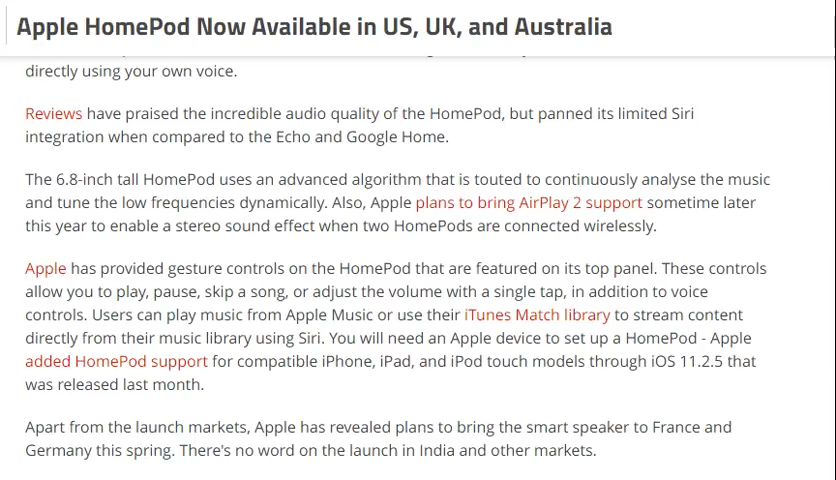 Apple HomePod Now Available in US, UK, and Australia
directly using your own voice.
Reviews have praised the incredible audio quality of the HomePod, but panned its limited Siri
integration when compared to the Echo and Google Home.
The 6.8-inch tall HomePod uses an advanced algorithm that is touted to continuously analyse the music
and tune the low frequencies dynamically. Also, Apple plans to bring AirPlay 2 support sometime later
this year to enable a stereo sound effect when two HomePods are connected wirelessly.
Apple has provided gesture controls on the HomePod that are featured on its top panel. These controls
allow you to play, pause, skip a song, or adjust the volume with a single tap, in addition to voice
controls. Users can play music from Apple Music or use their iTunes Match library to stream content
directly from their music library using Siri. You will need an Apple device to set up a HomePod - Apple
added HomePod support for compatible iPhone, iPad, and iPod touch models through iOS 11.2.5 that
was released last month.
Apart from the launch markets, Apple has revealed plans to bring the smart speaker to France and
Germany this spring. There's no word on the launch in India and other markets.